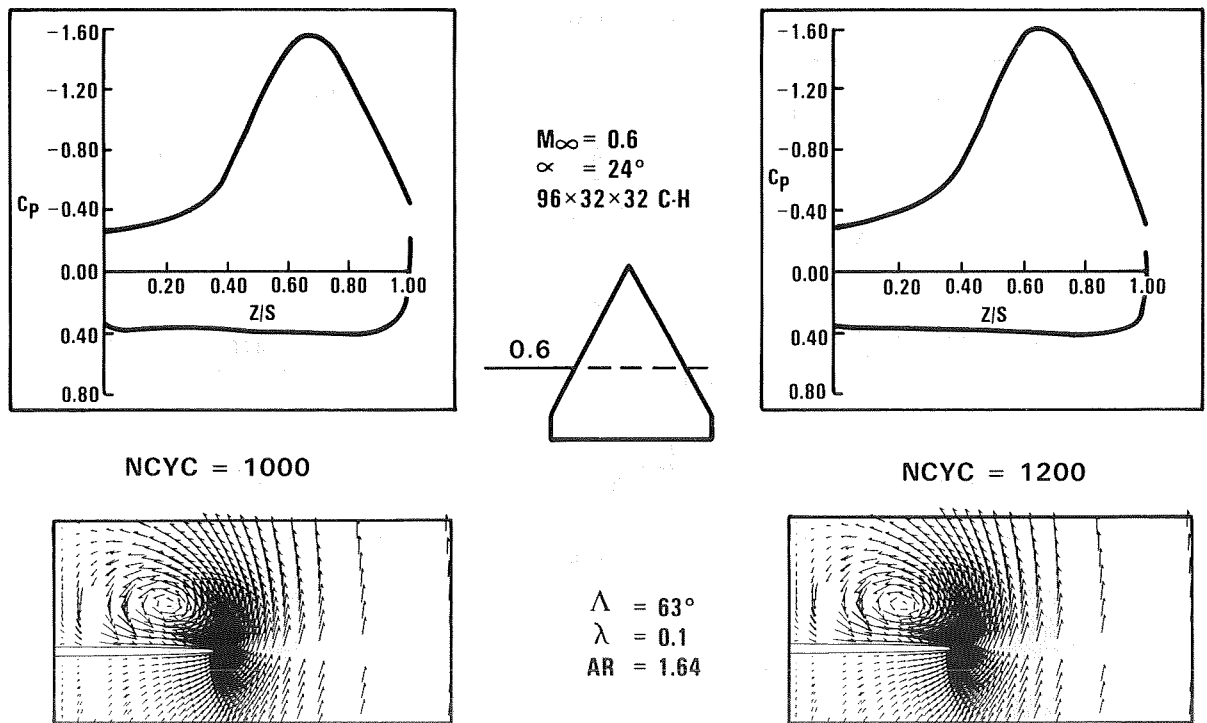 -1.60
-1.20
-0.80
CP -0.40
0.00
0.20 0.40 0.60 0.80 1.00
Z/S
0.40
0.80
M∞ = 0.6
∝ = 24°
96×32×32 C-H
0.6
-1.60
-1.20
-0.80
CP
-0.40
0.00
0.20 0.40 0.60 0.80 1.00
Z/S
0.40
0.80
NCYC = 1000
NCYC = 1200
Λ = 63°
λ = 0.1
AR = 1.64